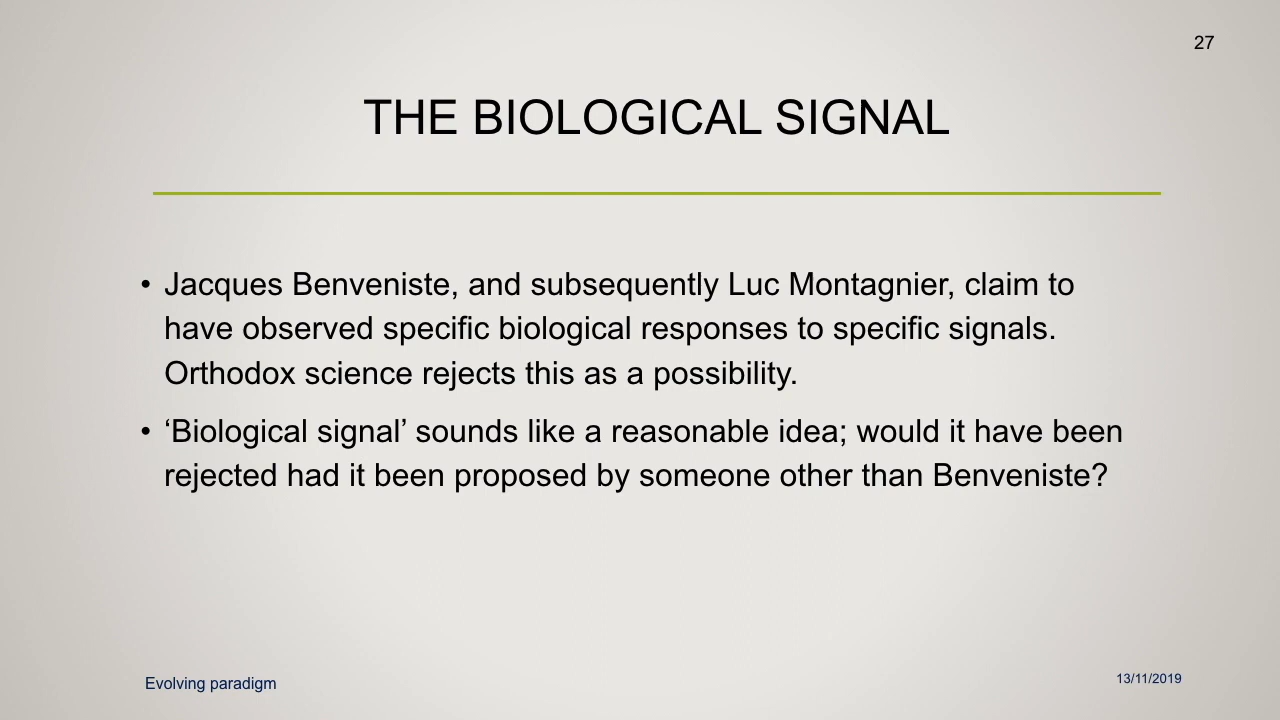 27
THE BIOLOGICAL SIGNAL
• Jacques Benveniste, and subsequently Luc Montagnier, claim to
have observed specific biological responses to specific signals.
Orthodox science rejects this as a possibility.
• ‘Biological signal’ sounds like a reasonable idea; would it have been
rejected had it been proposed by someone other than Benveniste?
Evolving paradigm
13/11/2019